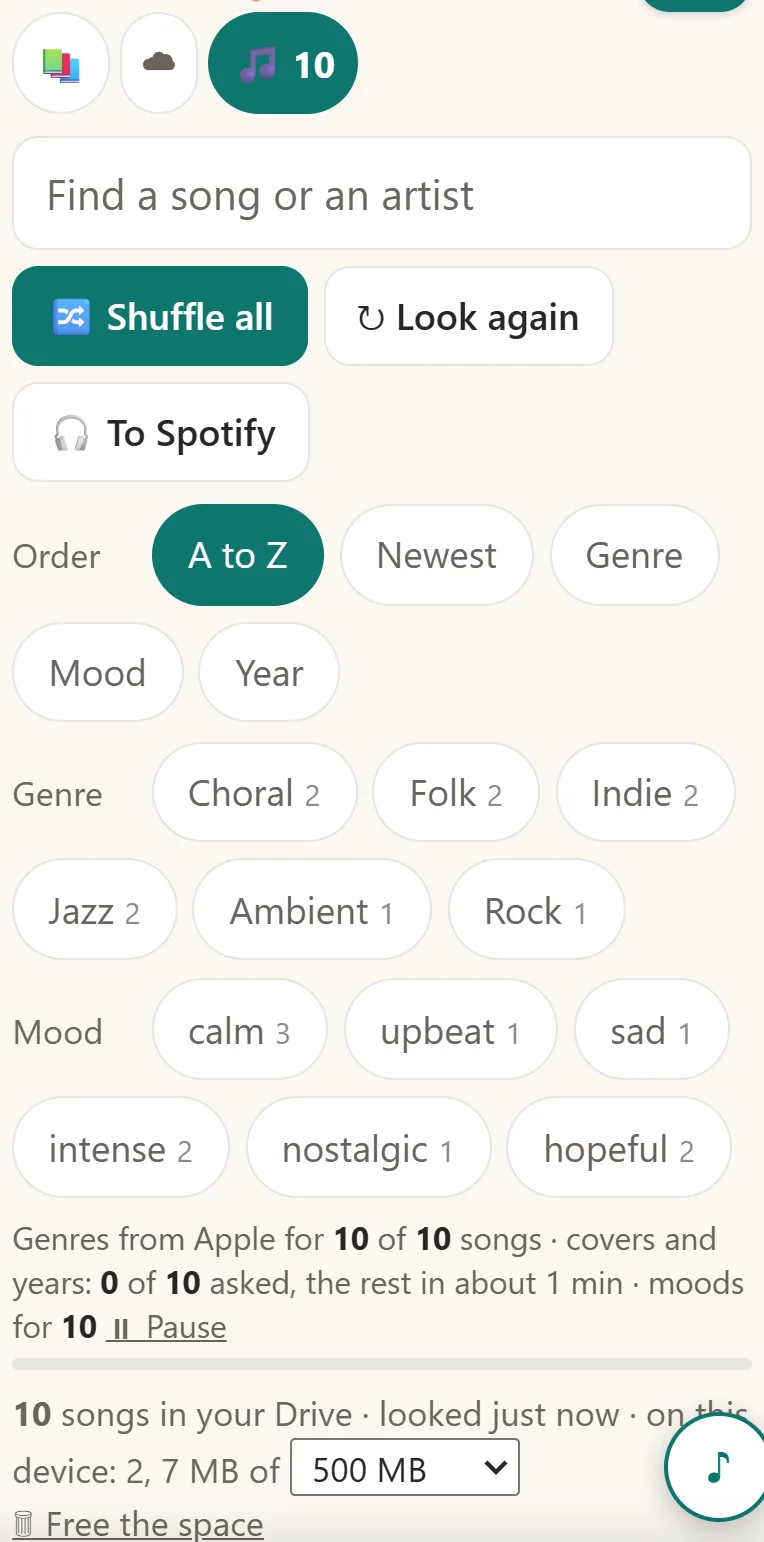 10
Find a song or an artist
Shuffle all
↻ Look again
To Spotify
Order A to Z Newest Genre
Mood Year
Genre Choral 2 Folk 2 Indie 2
Jazz 2 Ambient 1 Rock 1
Mood calm 3 upbeat 1 sad 1
intense 2 nostalgic 1 hopeful 2
Genres from Apple for 10 of 10 songs · covers and
years: 0 of 10 asked, the rest in about 1 min · moods
for 10 ⏸ Pause
10 songs in your Drive · looked just now · on this
device: 2, 7 MB of 500 MB
Free the space